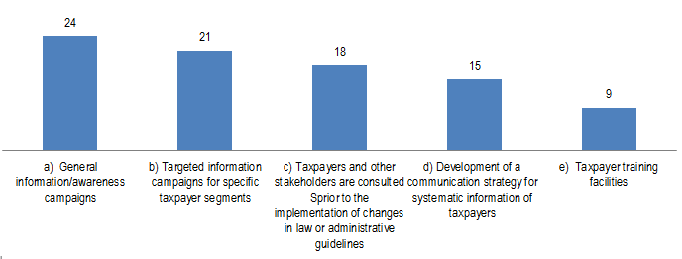 24
21
18
15
9
a) General
information/awareness
campaigns
b) Targeted information
campaigns for specific
taxpayer segments
c) Taxpayers and other
stakeholders are consulted
Sprior to the
implementation of changes
in law or administrative
guidelines
d) Development of a
communication strategy for
systematic information of
taxpayers
e) Taxpayer training
facilities